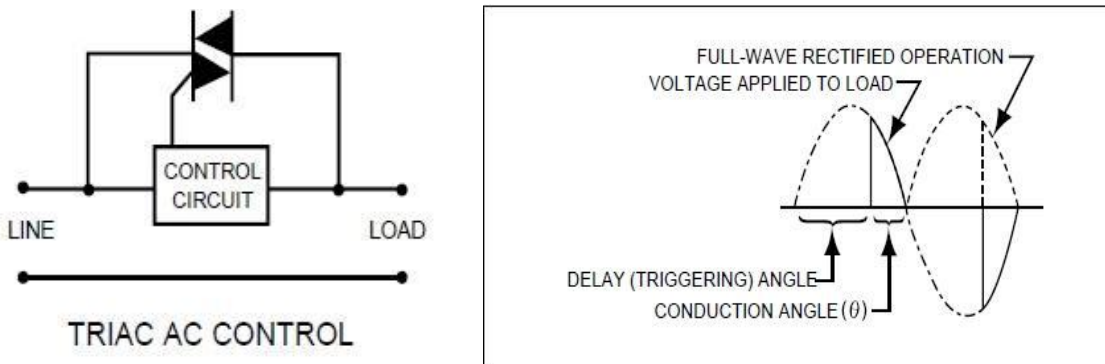 CONTROL
CIRCUIT
LINE
LOAD
TRIAC AC CONTROL
FULL-WAVE RECTIFIED OPERATION
VOLTAGE APPLIED TO LOAD
DELAY (TRIGGERING) ANGLE
CONDUCTION ANGLE (θ)